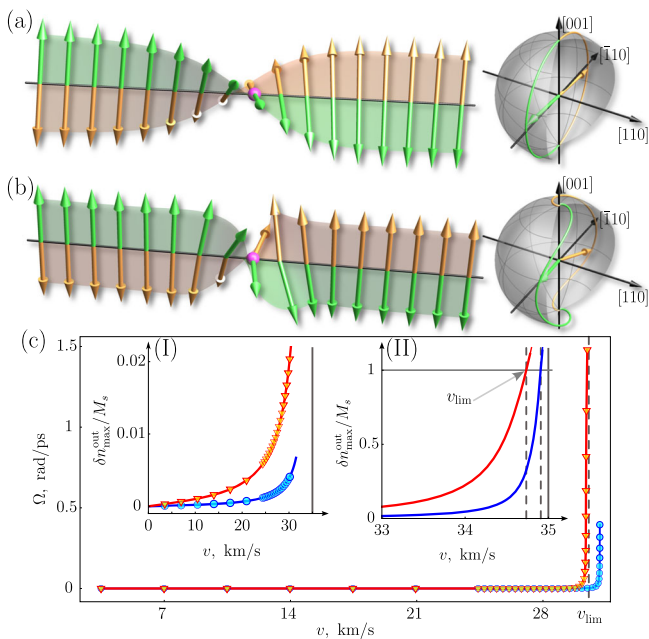 (a)
[001]
[1̄10]
[110]
(b)
[001]
[1̄10]
[110]
(c)
Ω, rad/ps
1.5
1
0.5
0
7
14
21
28
v_lim
v, km/s
(I)
δn^out_max/M_s
0.02
0.01
0
0
10
20
30
v, km/s
(II)
δn^out_max/M_s
1
0.5
0
v_lim
33
34
35
v, km/s